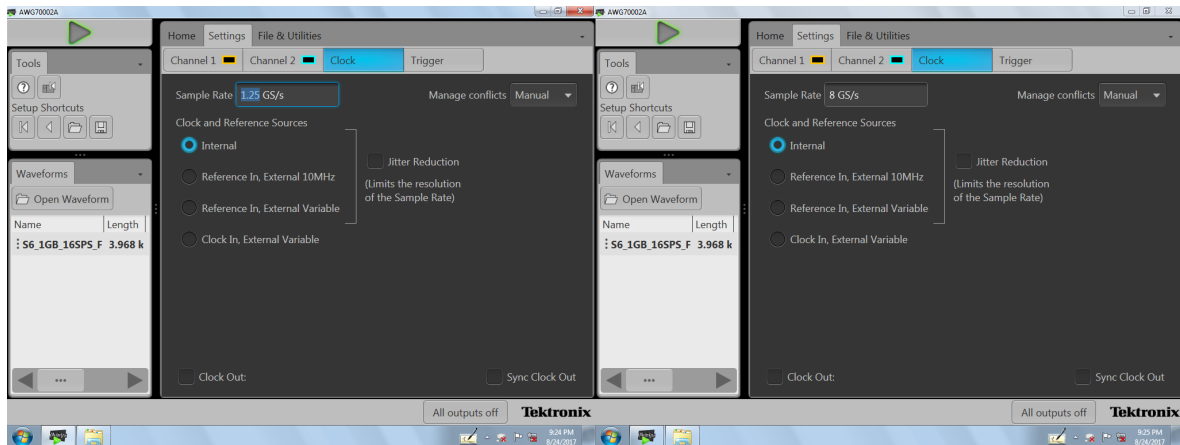 AWG70002A
Home Settings File & Utilities
Tools
Channel 1 Channel 2 Clock Trigger
Sample Rate 1.25 GS/s Manage conflicts Manual
Setup Shortcuts
Clock and Reference Sources
Internal
Jitter Reduction
Waveforms
Reference In, External 10MHz
(Limits the resolution
of the Sample Rate)
Open Waveform
Reference In, External Variable
Name Length
S6_1GB_16SPS_F 3.968 k
Clock In, External Variable
Clock Out: Sync Clock Out
All outputs off Tektronix
9:24 PM
8/24/2017
AWG70002A
Home Settings File & Utilities
Tools
Channel 1 Channel 2 Clock Trigger
Sample Rate 8 GS/s Manage conflicts Manual
Setup Shortcuts
Clock and Reference Sources
Internal
Jitter Reduction
Waveforms
Reference In, External 10MHz
(Limits the resolution
of the Sample Rate)
Open Waveform
Reference In, External Variable
Name Length
S6_1GB_16SPS_F 3.968 k
Clock In, External Variable
Clock Out: Sync Clock Out
All outputs off Tektronix
9:25 PM
8/24/2017